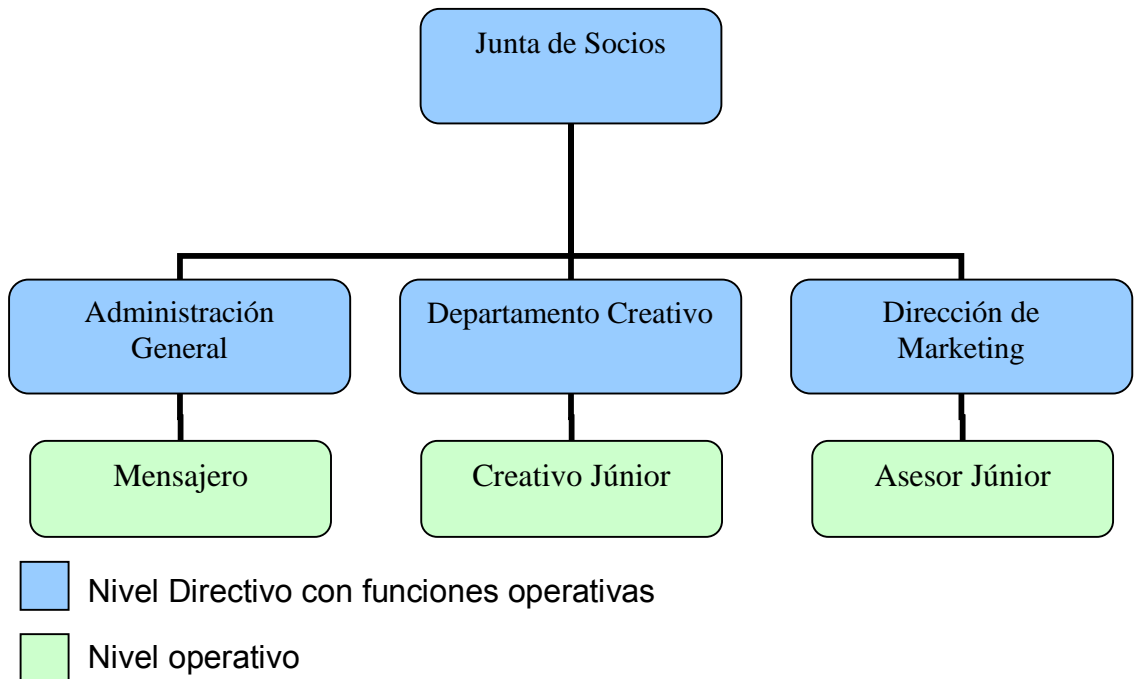 Junta de Socios
Administración
General
Departamento Creativo
Dirección de
Marketing
Mensajero
Creativo Júnior
Asesor Júnior
Nivel Directivo con funciones operativas
Nivel operativo